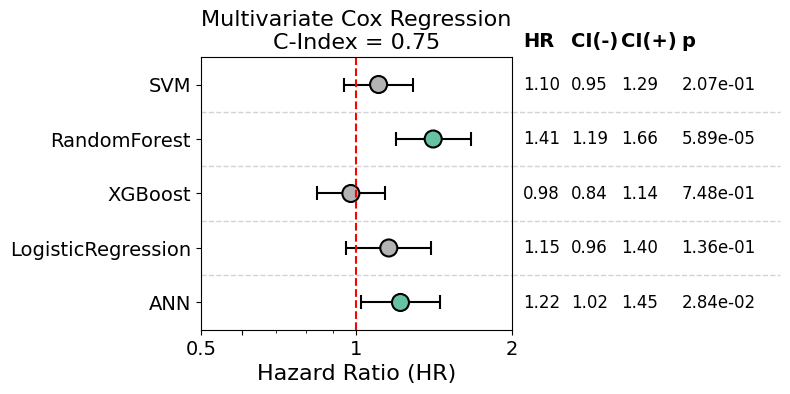 Multivariate Cox Regression
C-Index = 0.75
HR CI(-) CI(+) p
SVM 1.10 0.95 1.29 2.07e-01
RandomForest 1.41 1.19 1.66 5.89e-05
XGBoost 0.98 0.84 1.14 7.48e-01
LogisticRegression 1.15 0.96 1.40 1.36e-01
ANN 1.22 1.02 1.45 2.84e-02
0.5 1 2
Hazard Ratio (HR)